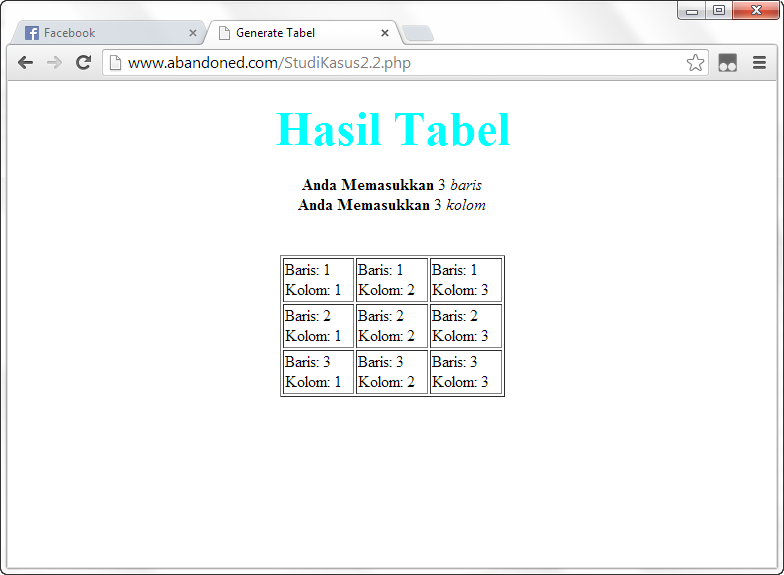 Facebook
Generate Tabel
www.abandoned.com/StudiKasus2.2.php
Hasil Tabel
Anda Memasukkan 3 baris
Anda Memasukkan 3 kolom
Baris: 1 Baris: 1 Baris: 1
Kolom: 1 Kolom: 2 Kolom: 3
Baris: 2 Baris: 2 Baris: 2
Kolom: 1 Kolom: 2 Kolom: 3
Baris: 3 Baris: 3 Baris: 3
Kolom: 1 Kolom: 2 Kolom: 3